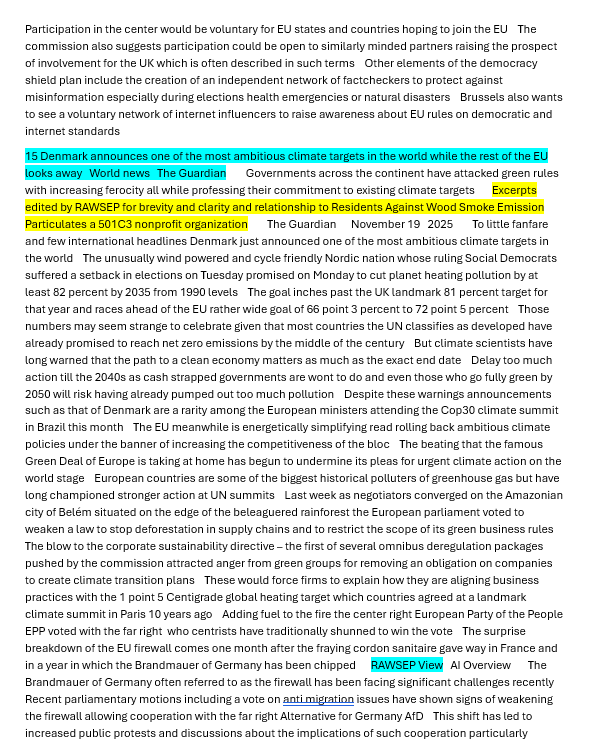 Participation in the center would be voluntary for EU states and countries hoping to join the EU   The
commission also suggests participation could be open to similarly minded partners raising the prospect
of involvement for the UK which is often described in such terms   Other elements of the democracy
shield plan include the creation of an independent network of factcheckers to protect against
misinformation especially during elections health emergencies or natural disasters   Brussels also wants
to see a voluntary network of internet influencers to raise awareness about EU rules on democratic and
internet standards
15 Denmark announces one of the most ambitious climate targets in the world while the rest of the EU
looks away   World news   The Guardian      Governments across the continent have attacked green rules
with increasing ferocity all while professing their commitment to existing climate targets      Excerpts
edited by RAWSEP for brevity and clarity and relationship to Residents Against Wood Smoke Emission
Particulates a 501C3 nonprofit organization      The Guardian     November 19   2025      To little fanfare
and few international headlines Denmark just announced one of the most ambitious climate targets in
the world   The unusually wind powered and cycle friendly Nordic nation whose ruling Social Democrats
suffered a setback in elections on Tuesday promised on Monday to cut planet heating pollution by at
least 82 percent by 2035 from 1990 levels   The goal inches past the UK landmark 81 percent target for
that year and races ahead of the EU rather wide goal of 66 point 3 percent to 72 point 5 percent   Those
numbers may seem strange to celebrate given that most countries the UN classifies as developed have
already promised to reach net zero emissions by the middle of the century   But climate scientists have
long warned that the path to a clean economy matters as much as the exact end date   Delay too much
action till the 2040s as cash strapped governments are wont to do and even those who go fully green by
2050 will risk having already pumped out too much pollution   Despite these warnings announcements
such as that of Denmark are a rarity among the European ministers attending the Cop30 climate summit
in Brazil this month   The EU meanwhile is energetically simplifying read rolling back ambitious climate
policies under the banner of increasing the competitiveness of the bloc   The beating that the famous
Green Deal of Europe is taking at home has begun to undermine its pleas for urgent climate action on the
world stage   European countries are some of the biggest historical polluters of greenhouse gas but have
long championed stronger action at UN summits   Last week as negotiators converged on the Amazonian
city of Belém situated on the edge of the beleaguered rainforest the European parliament voted to
weaken a law to stop deforestation in supply chains and to restrict the scope of its green business rules
The blow to the corporate sustainability directive – the first of several omnibus deregulation packages
pushed by the commission attracted anger from green groups for removing an obligation on companies
to create climate transition plans   These would force firms to explain how they are aligning business
practices with the 1 point 5 Centigrade global heating target which countries agreed at a landmark
climate summit in Paris 10 years ago   Adding fuel to the fire the center right European Party of the People
EPP voted with the far right  who centrists have traditionally shunned to win the vote   The surprise
breakdown of the EU firewall comes one month after the fraying cordon sanitaire gave way in France and
in a year in which the Brandmauer of Germany has been chipped     RAWSEP View   AI Overview     The
Brandmauer of Germany often referred to as the firewall has been facing significant challenges recently
Recent parliamentary motions including a vote on anti migration issues have shown signs of weakening
the firewall allowing cooperation with the far right Alternative for Germany AfD   This shift has led to
increased public protests and discussions about the implications of such cooperation particularly